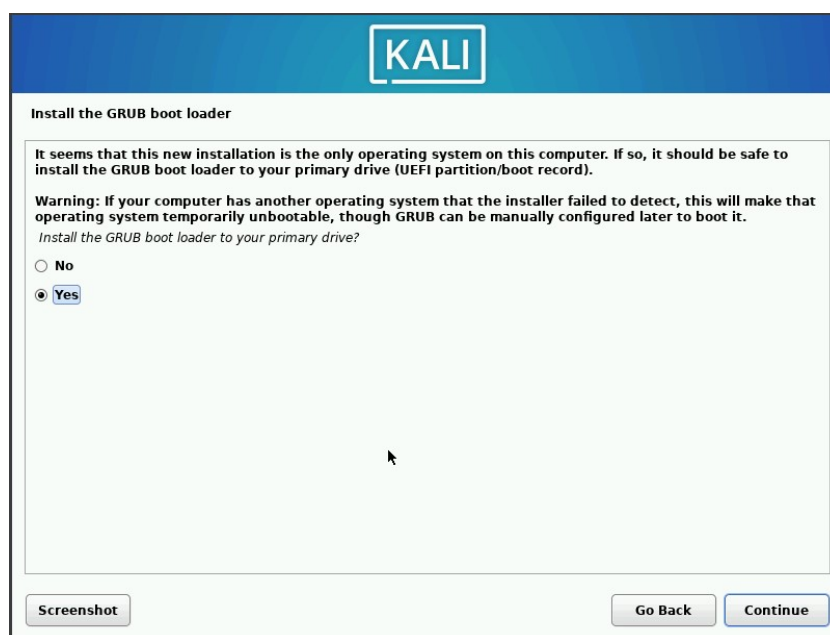 KALI
Install the GRUB boot loader
It seems that this new installation is the only operating system on this computer. If so, it should be safe to
install the GRUB boot loader to your primary drive (UEFI partition/boot record).
Warning: If your computer has another operating system that the installer failed to detect, this will make that
operating system temporarily unbootable, though GRUB can be manually configured later to boot it.
Install the GRUB boot loader to your primary drive?
No
Yes
Screenshot
Go Back
Continue